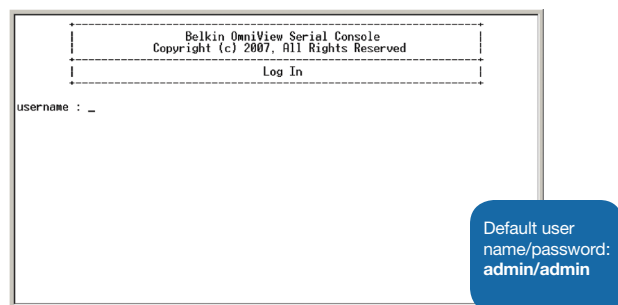 Belkin OmniView Serial Console
Copyright (c) 2007, All Rights Reserved
Log In
username : _
Default user
name/password:
admin/admin